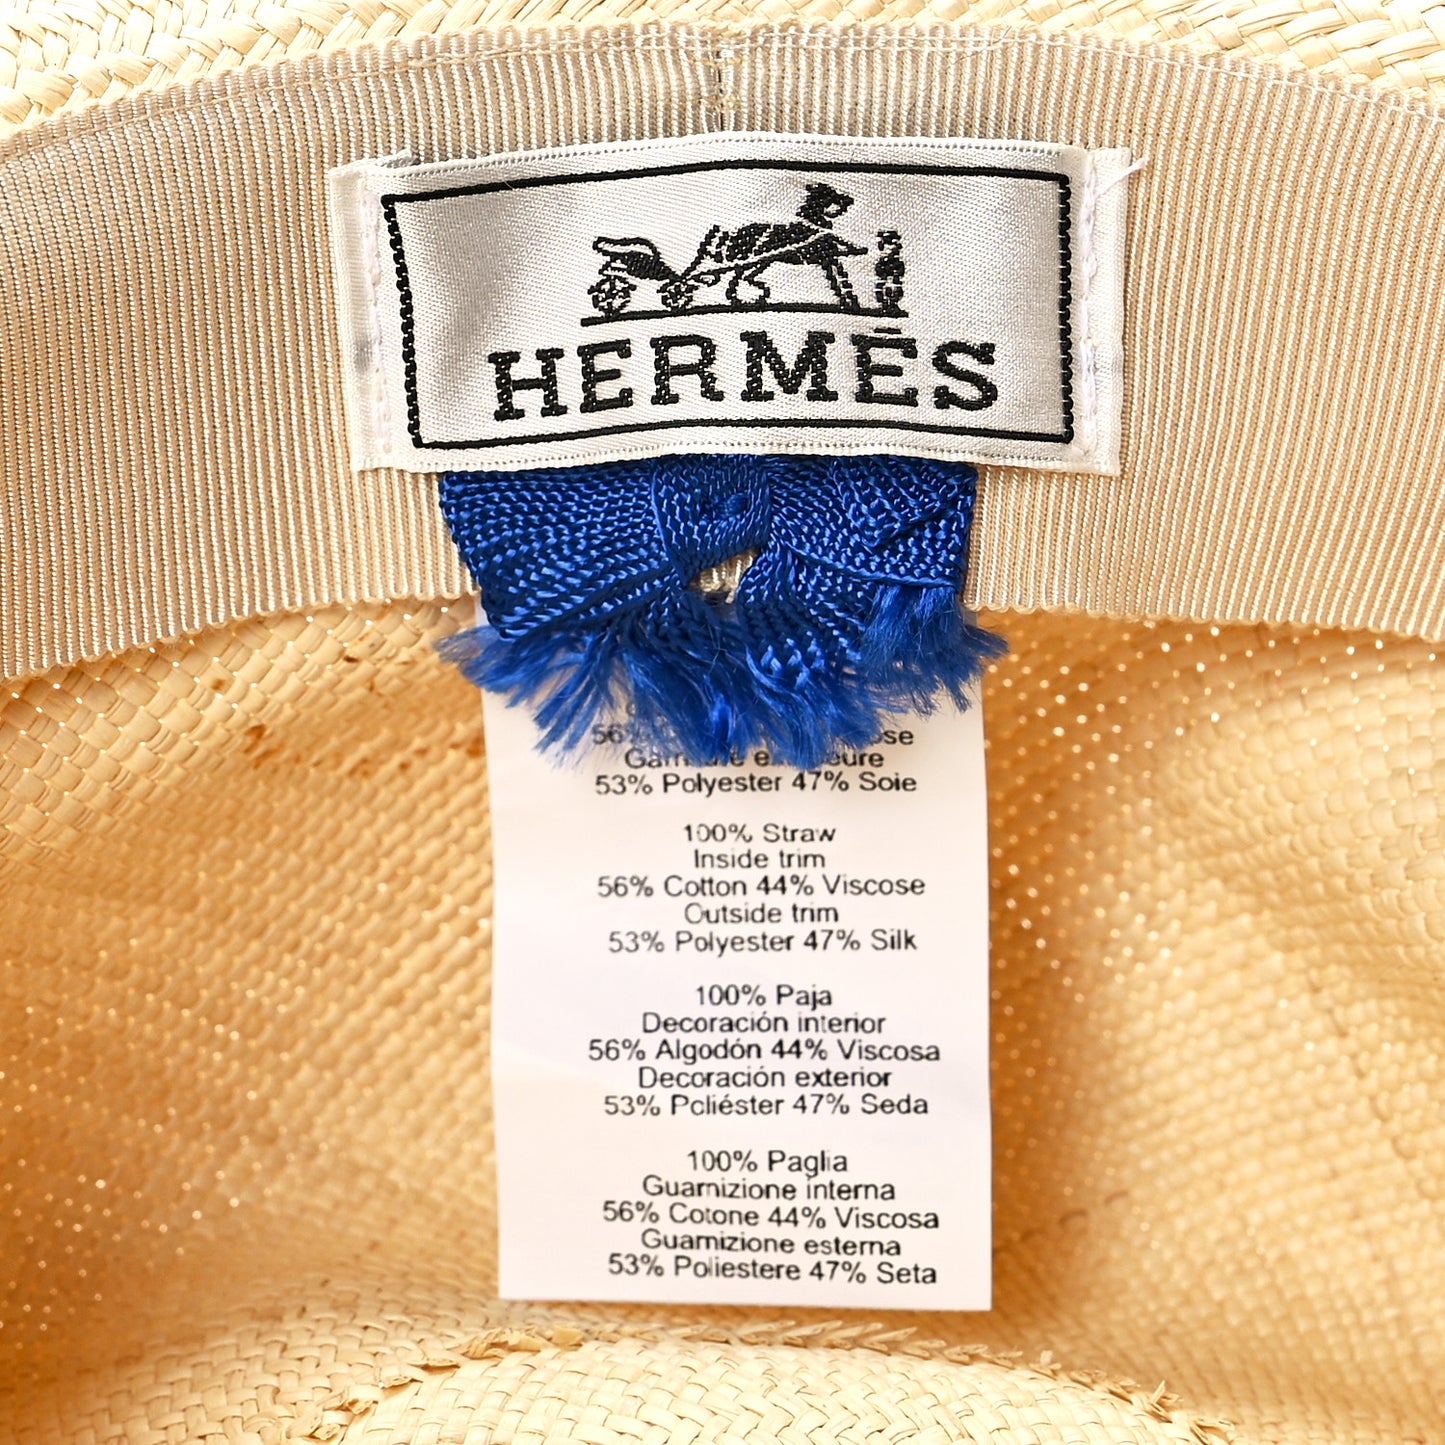 HERMÈS
56%
53% Polyester 47% Soie
100% Straw
Inside trim
56% Cotton 44% Viscose
Outside trim
53% Polyester 47% Silk
100% Paja
Decoración interior
56% Algodón 44% Viscosa
Decoración exterior
53% Poliéster 47% Seda
100% Paglia
Guarnizione interna
56% Cotone 44% Viscosa
Guarnizione esterna
53% Poliestere 47% Seta